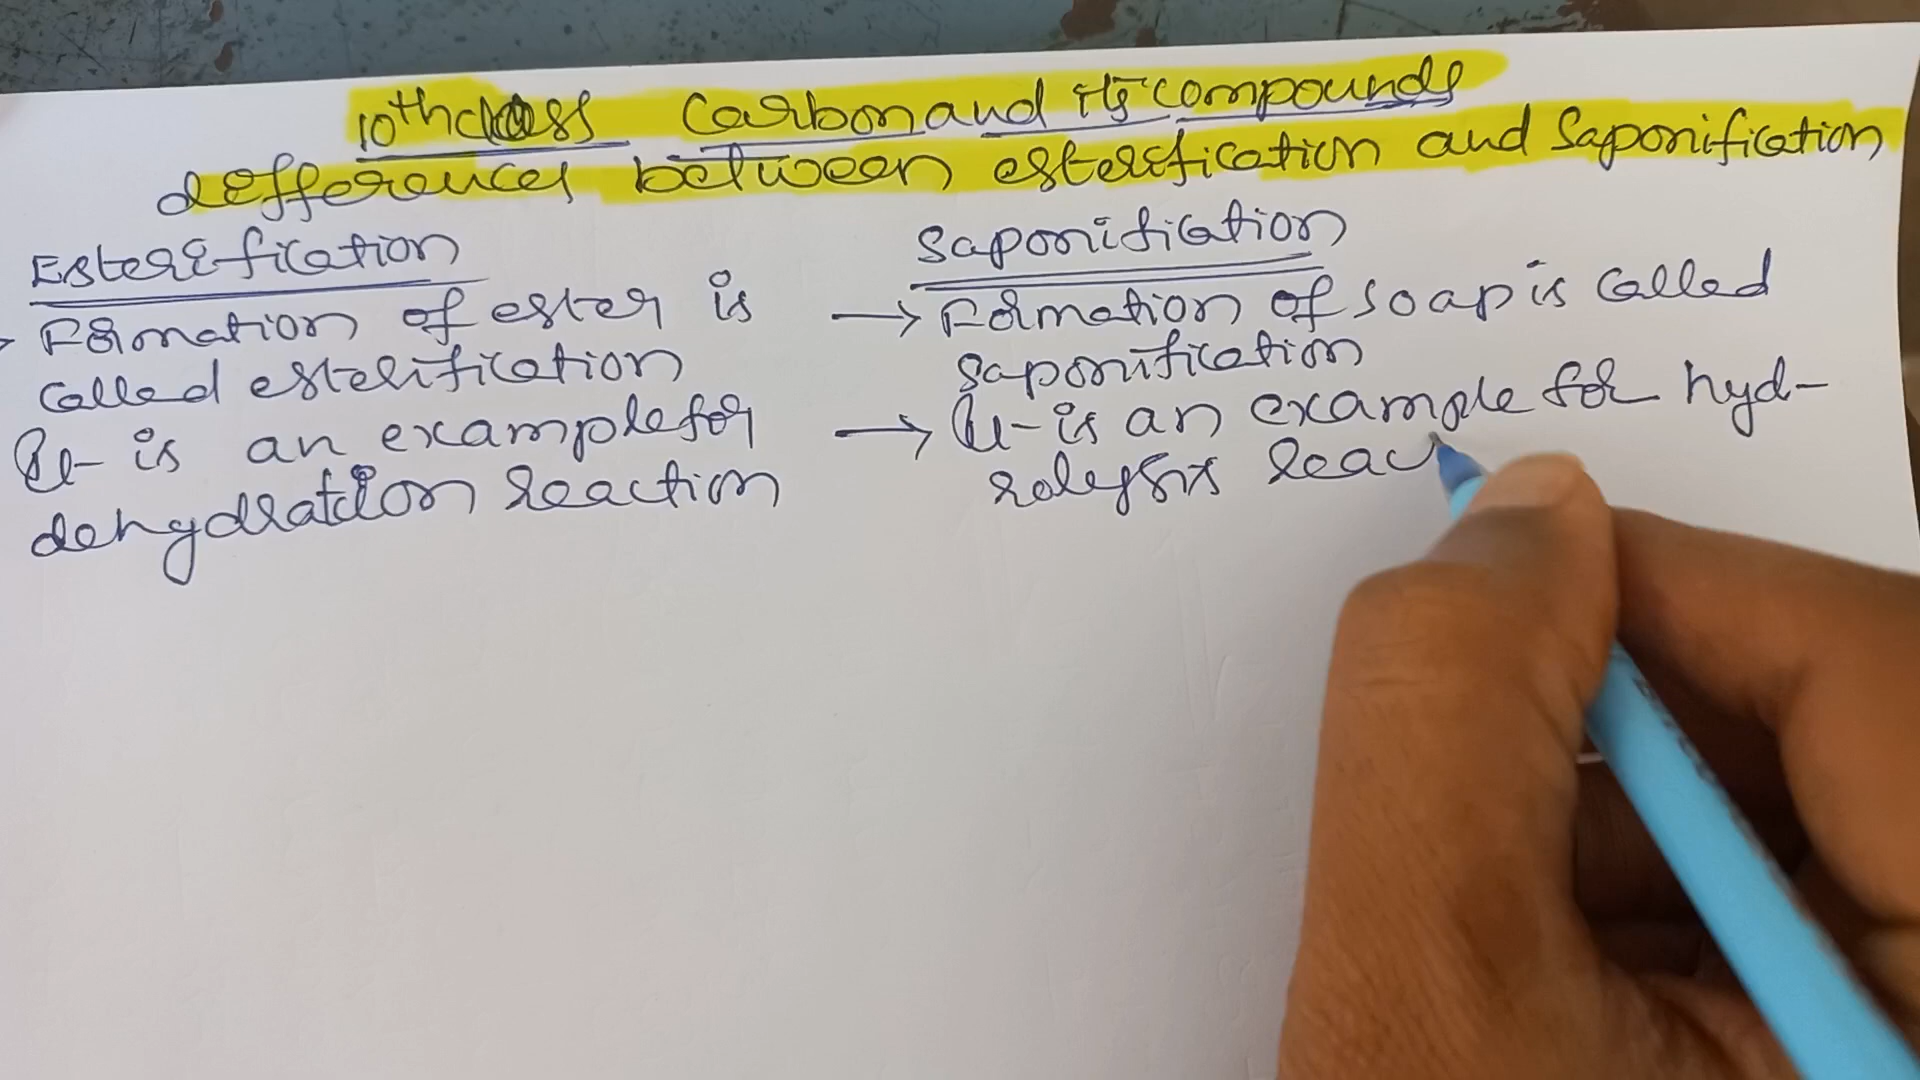 10th class Carbon and its compounds
defferences between esterification and Saponification
Esterification
Formation of ester is
called esterification
It is an example for
dehydration reaction
Saponification
→ Formation of soap is called
saponification
→ It is an example for hyd-
rolysis reac